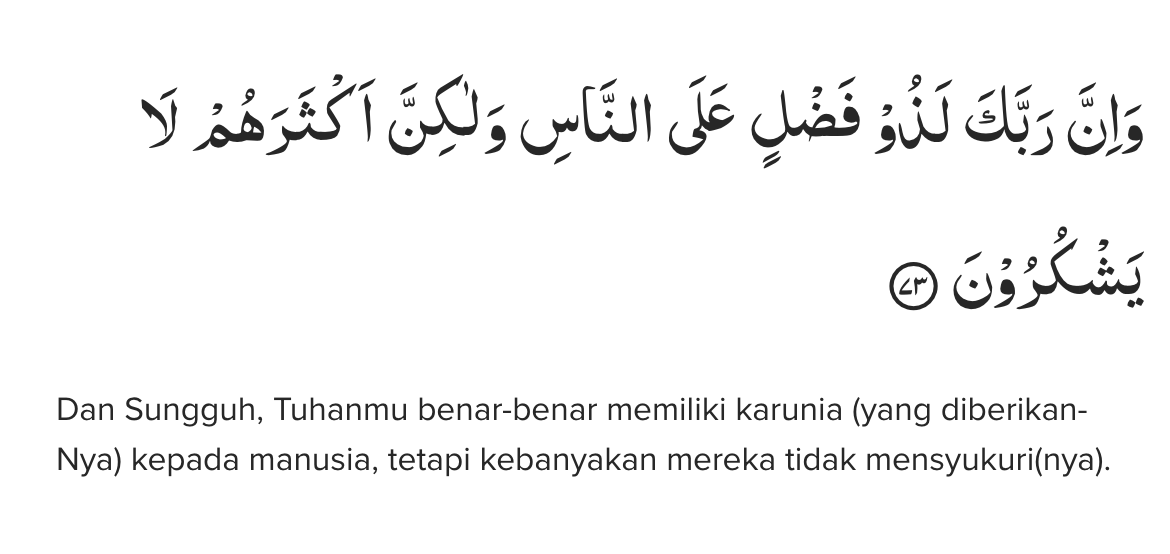 وَاِنَّ رَبَّكَ لَذُوْ فَضْلٍ عَلَى النَّاسِ وَلٰكِنَّ اَكْثَرَهُمْ لَا
يَشْكُرُوْنَ ٧٣
Dan Sungguh, Tuhanmu benar-benar memiliki karunia (yang diberikan-
Nya) kepada manusia, tetapi kebanyakan mereka tidak mensyukuri(nya).